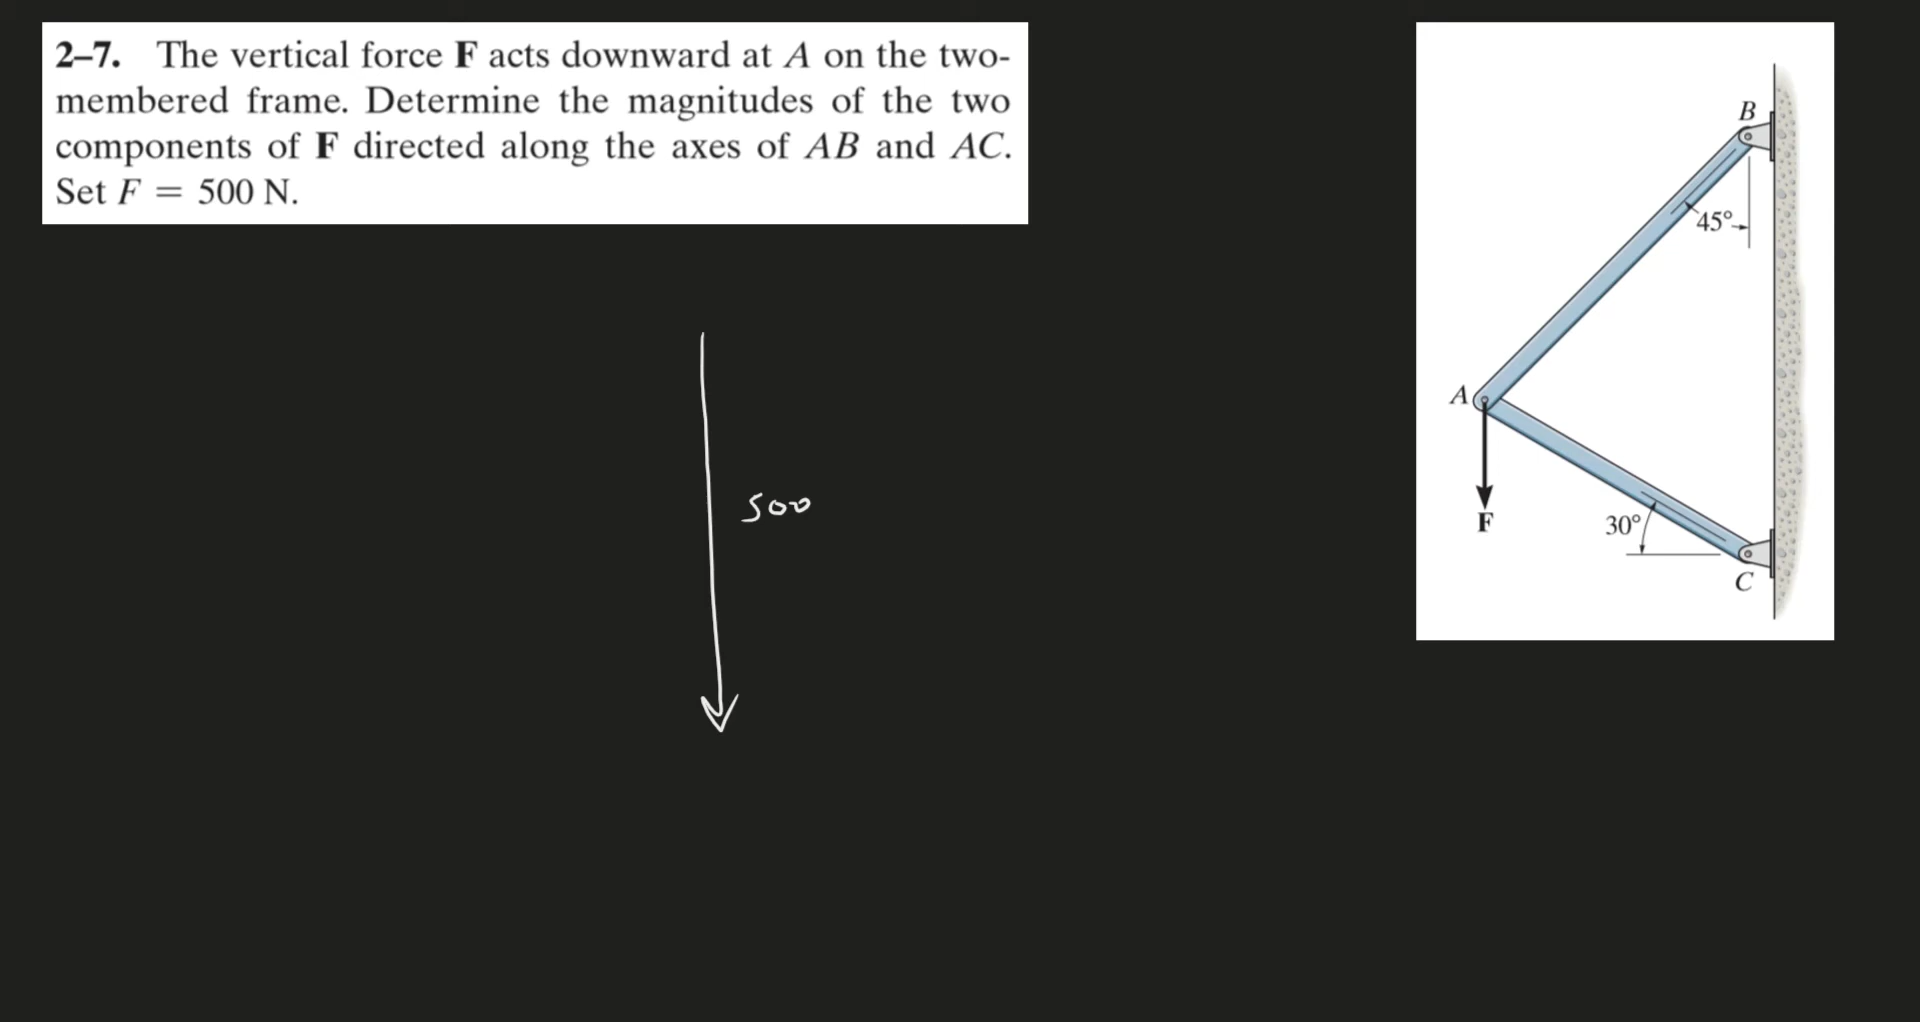 2–7. The vertical force F acts downward at A on the two-
membered frame. Determine the magnitudes of the two
components of F directed along the axes of AB and AC.
Set F = 500 N.
B
45°
A
F
30°
C
500